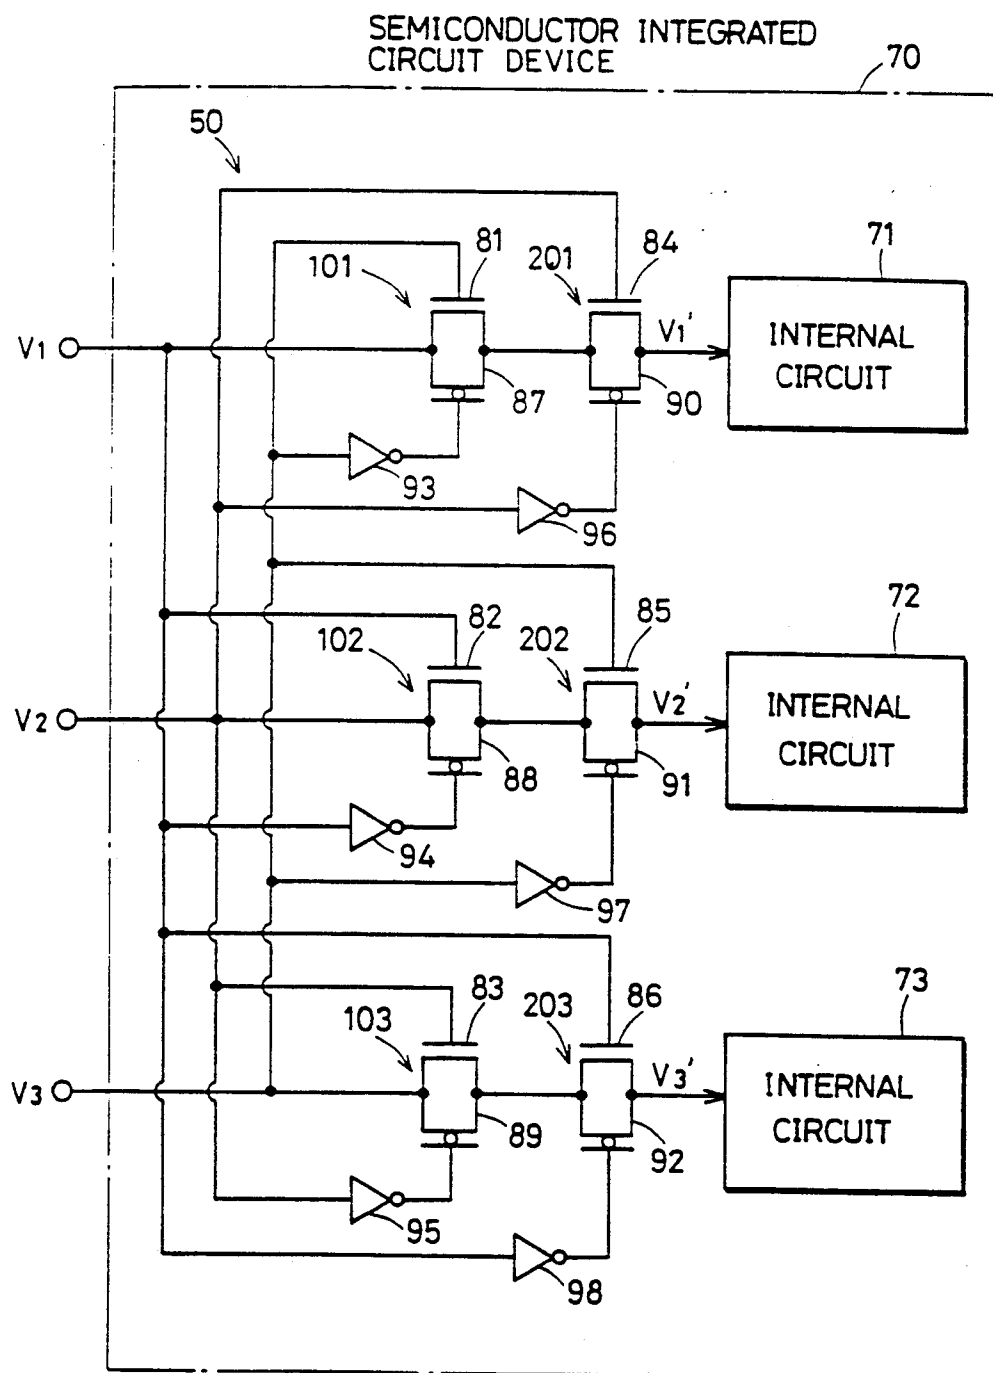 SEMICONDUCTOR INTEGRATED
CIRCUIT DEVICE
70
50
81
84
71
101
201
V1
V1'
INTERNAL
CIRCUIT
87
90
93
96
82
85
72
102
202
V2
V2'
INTERNAL
CIRCUIT
88
91
94
97
83
86
73
103
203
V3
V3'
INTERNAL
CIRCUIT
89
92
95
98